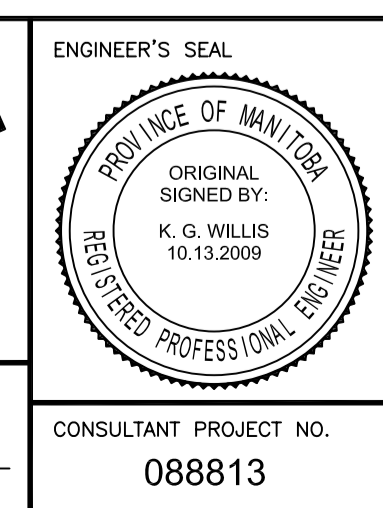 ENGINEER'S SEAL
PROVINCE OF MANITOBA
ORIGINAL
SIGNED BY:
K. G. WILLIS
10.13.2009
REGISTERED PROFESSIONAL ENGINEER
CONSULTANT PROJECT NO.
088813